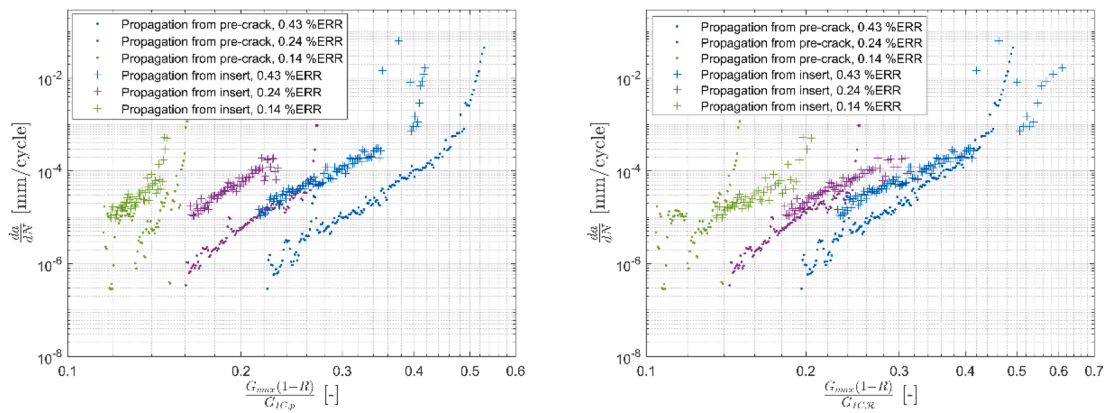 Propagation from pre-crack, 0.43 %ERR
Propagation from pre-crack, 0.24 %ERR
Propagation from pre-crack, 0.14 %ERR
Propagation from insert, 0.43 %ERR
Propagation from insert, 0.24 %ERR
Propagation from insert, 0.14 %ERR
10^-2
10^-4
10^-6
10^-8
da/dN [mm/cycle]
0.1 0.2 0.3 0.4 0.5 0.6
G_max(1−R)/G_IC,p [-]
Propagation from pre-crack, 0.43 %ERR
Propagation from pre-crack, 0.24 %ERR
Propagation from pre-crack, 0.14 %ERR
Propagation from insert, 0.43 %ERR
Propagation from insert, 0.24 %ERR
Propagation from insert, 0.14 %ERR
10^-2
10^-4
10^-6
10^-8
da/dN [mm/cycle]
0.1 0.2 0.3 0.4 0.5 0.6 0.7
G_max(1−R)/G_IC,ℛ [-]